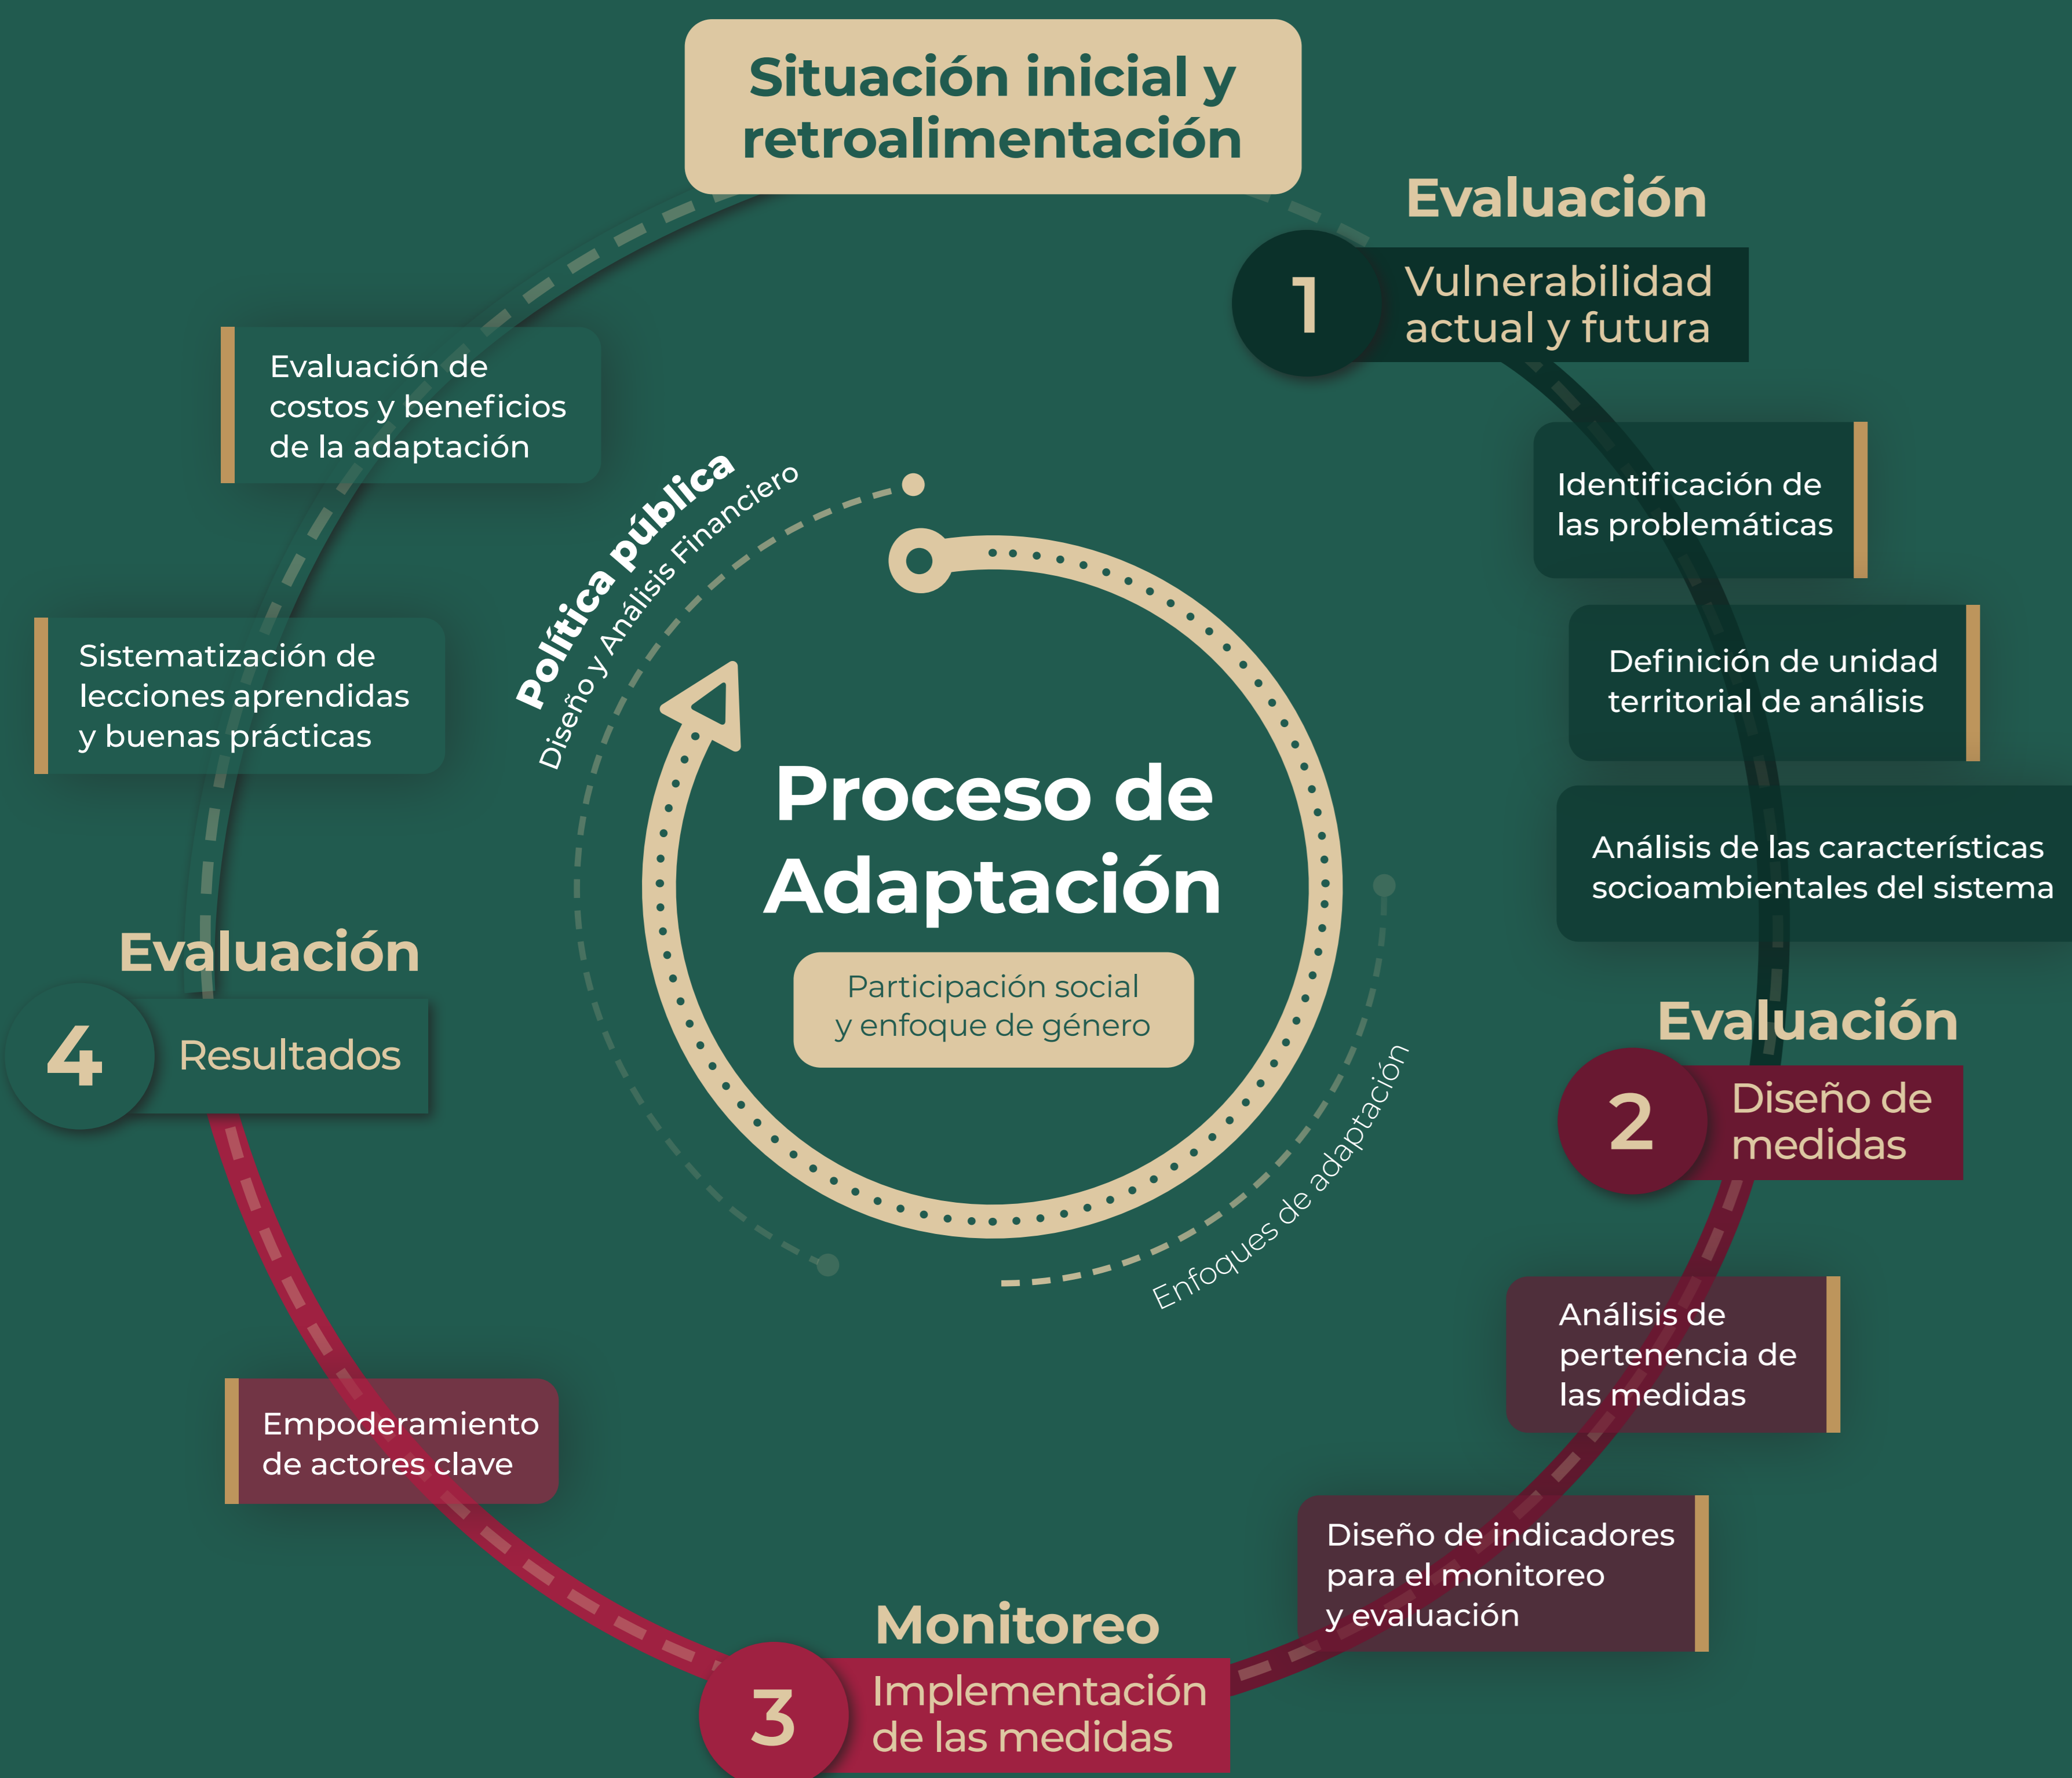 Situación inicial y
retroalimentación
Evaluación
1
Vulnerabilidad
actual y futura
Identificación de
las problemáticas
Definición de unidad
territorial de análisis
Análisis de las características
socioambientales del sistema
Evaluación
2
Diseño de
medidas
Análisis de
pertenencia de
las medidas
Diseño de indicadores
para el monitoreo
y evaluación
Monitoreo
3
Implementación
de las medidas
Empoderamiento
de actores clave
Evaluación
4
Resultados
Sistematización de
lecciones aprendidas
y buenas prácticas
Evaluación de
costos y beneficios
de la adaptación
Política pública
Diseño y Análisis Financiero
Proceso de
Adaptación
Participación social
y enfoque de género
Enfoques de adaptación